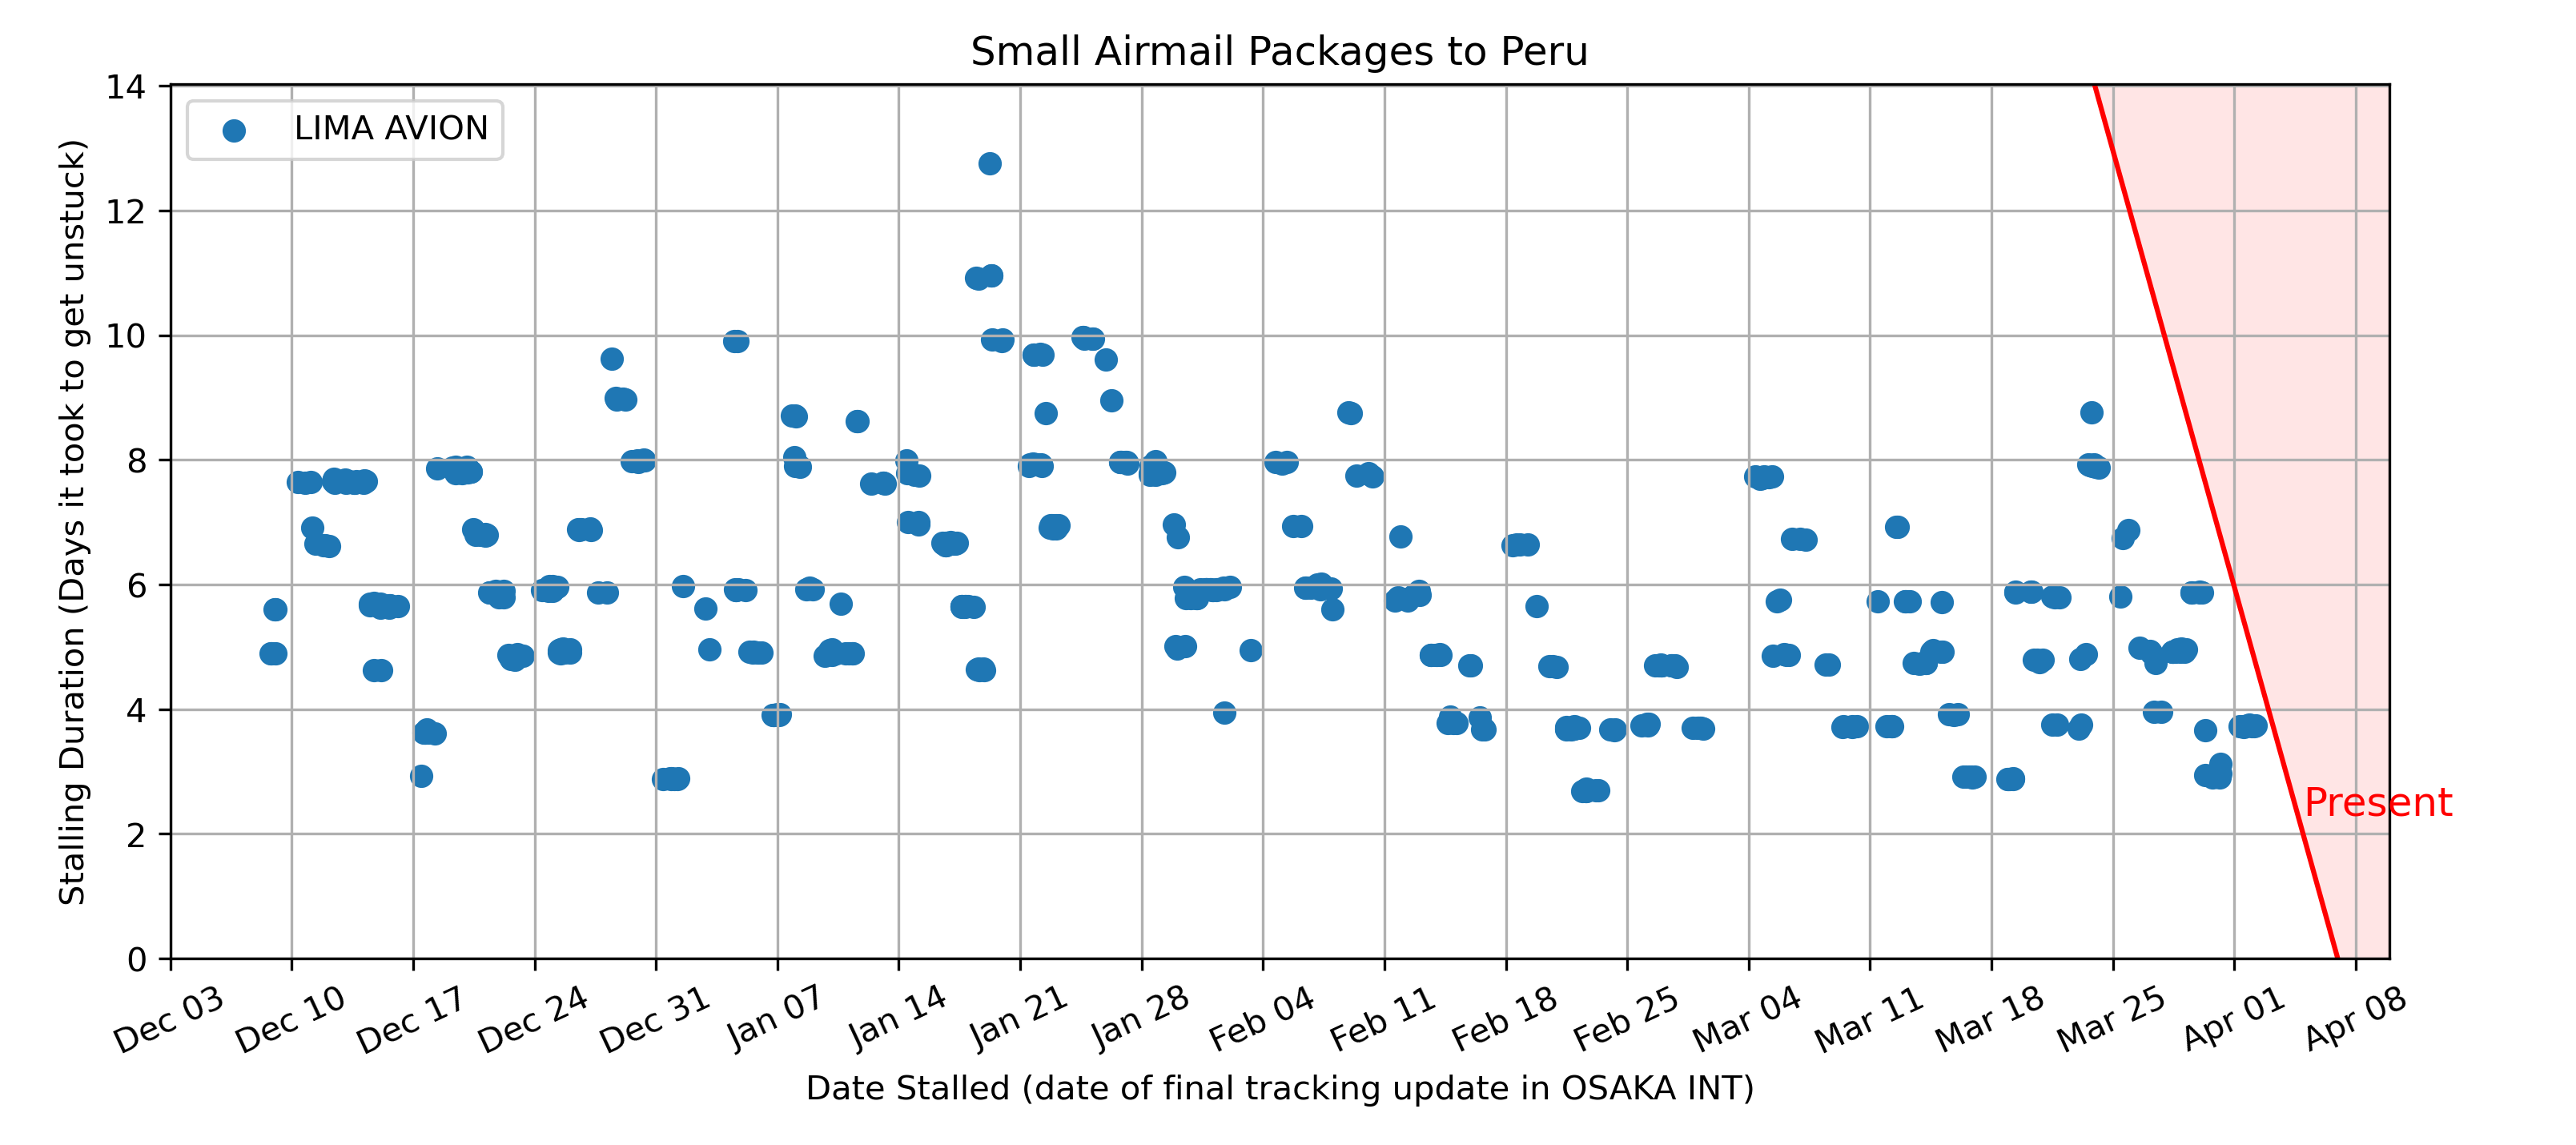 Small Airmail Packages to Peru
LIMA AVION
Stalling Duration (Days it took to get unstuck)
14
12
10
8
6
4
2
0
Present
Dec 03 Dec 10 Dec 17 Dec 24 Dec 31 Jan 07 Jan 14 Jan 21 Jan 28 Feb 04 Feb 11 Feb 18 Feb 25 Mar 04 Mar 11 Mar 18 Mar 25 Apr 01 Apr 08
Date Stalled (date of final tracking update in OSAKA INT)